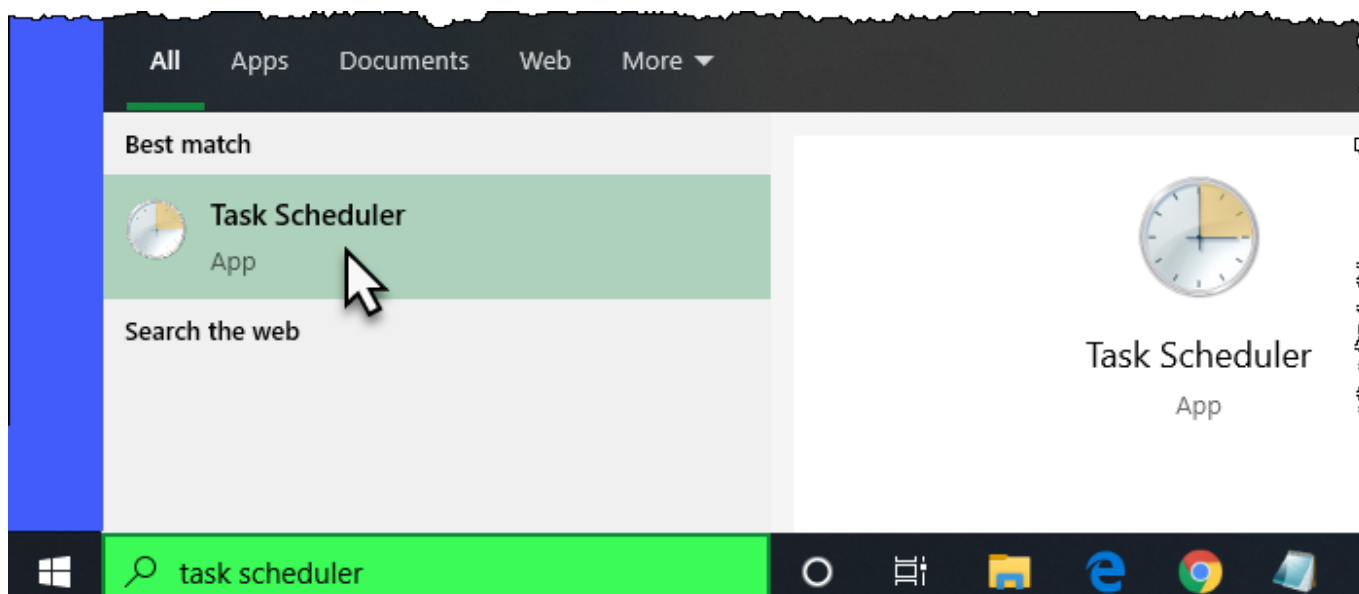 All Apps Documents Web More
Best match
Task Scheduler
App
Search the web
Task Scheduler
App
task scheduler